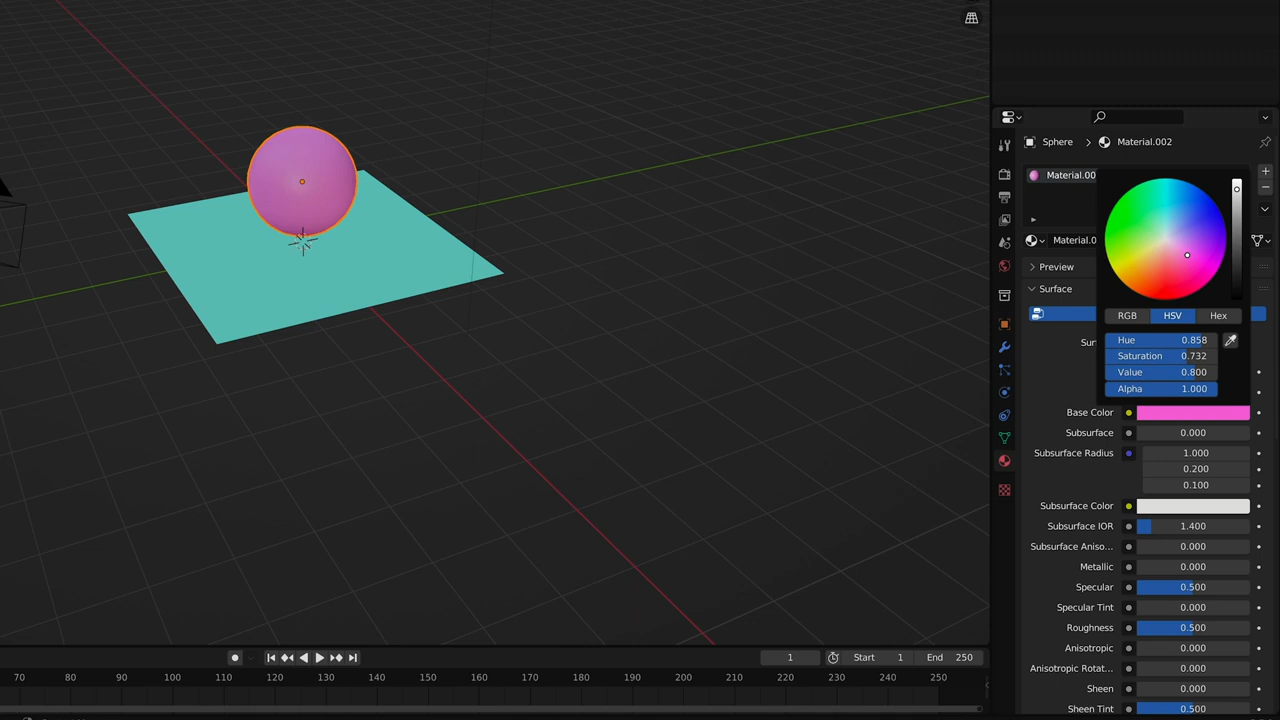 Sphere > Material.002
Material.00
Material.0
Preview
Surface
Sur
RGB HSV Hex
Hue 0.858
Saturation 0.732
Value 0.800
Alpha 1.000
Base Color
Subsurface 0.000
Subsurface Radius 1.000
0.200
0.100
Subsurface Color
Subsurface IOR 1.400
Subsurface Aniso... 0.000
Metallic 0.000
Specular 0.500
Specular Tint 0.000
Roughness 0.500
Anisotropic 0.000
Anisotropic Rotat... 0.000
Sheen 0.000
Sheen Tint 0.500
1 Start 1 End 250
70 80 90 100 110 120 130 140 150 160 170 180 190 200 210 220 230 240 250